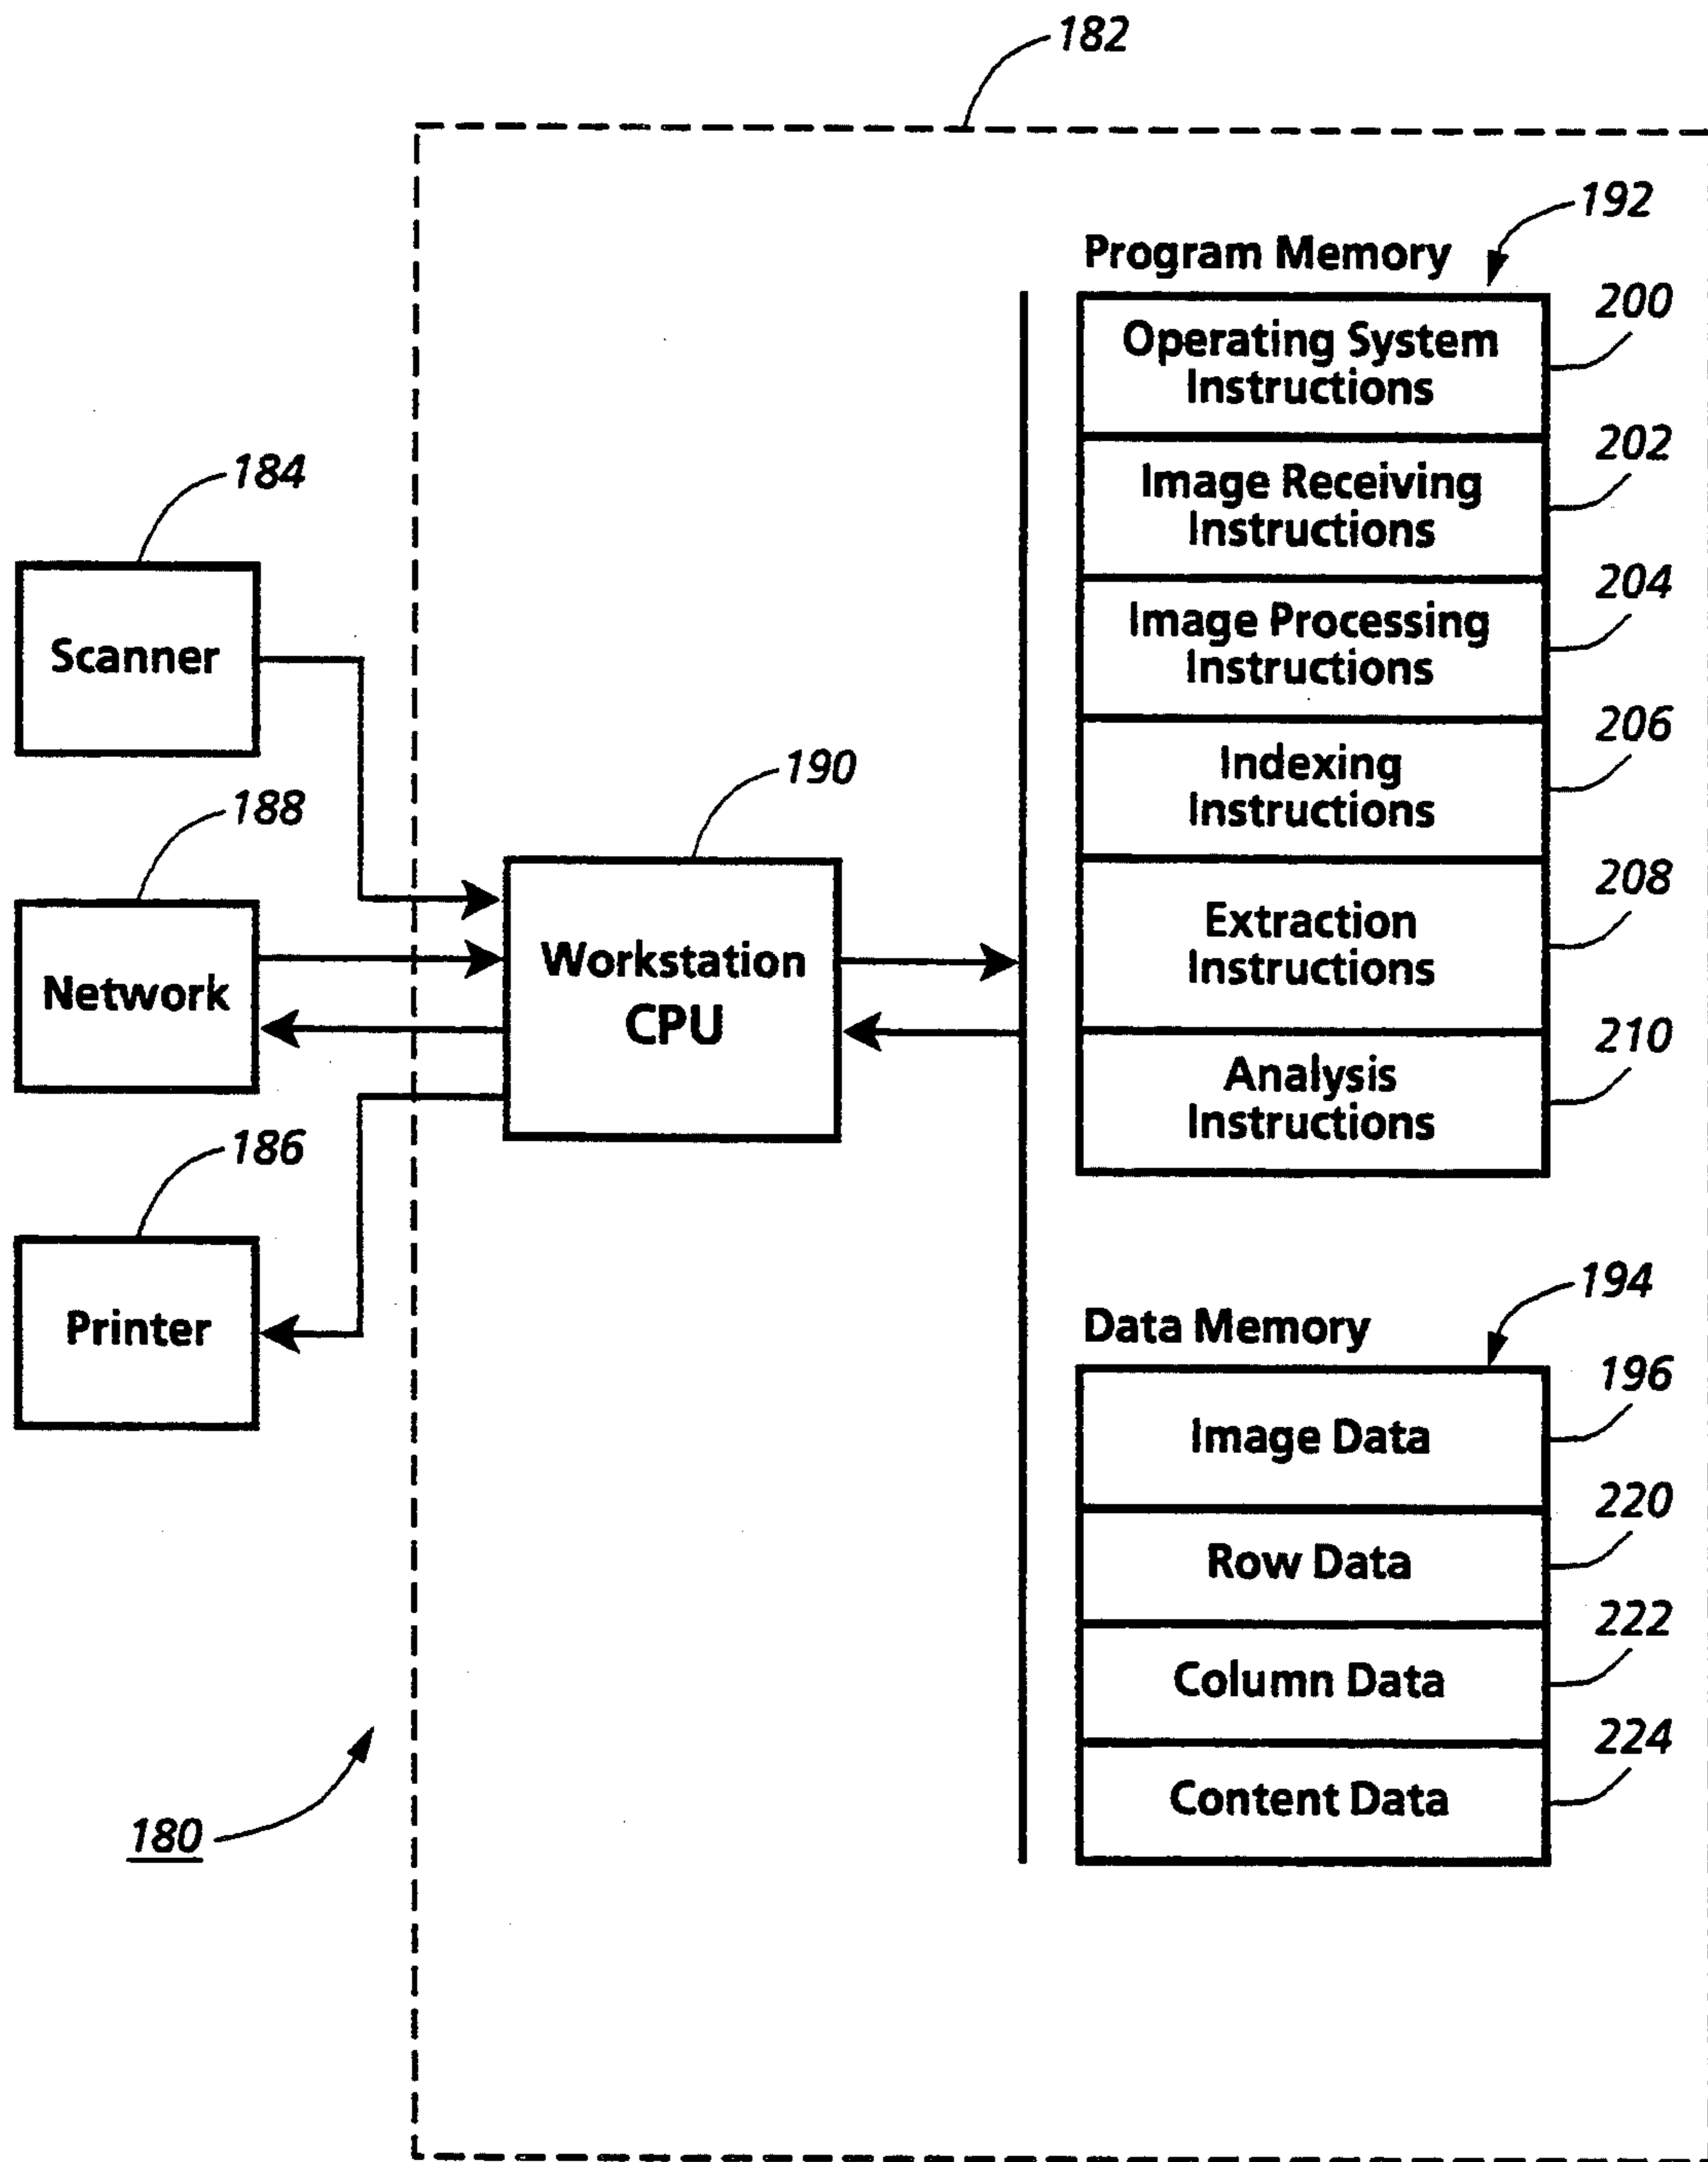 182
192
Program Memory
200
Operating System
Instructions
202
Image Receiving
Instructions
184
204
Image Processing
Instructions
Scanner
206
Indexing
Instructions
190
188
208
Extraction
Instructions
Workstation
CPU
Network
210
Analysis
Instructions
186
194
Data Memory
Printer
196
Image Data
220
Row Data
222
Column Data
224
Content Data
180